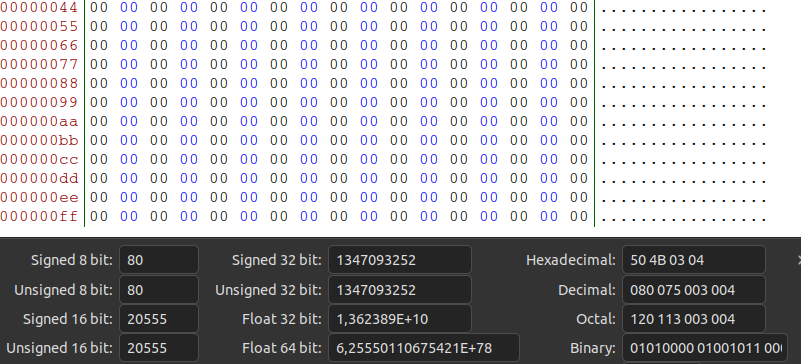 00000044 00 00 00 00 00 00 00 00 00 00 00 00 00 00 00 00 00 .................
00000055 00 00 00 00 00 00 00 00 00 00 00 00 00 00 00 00 00 .................
00000066 00 00 00 00 00 00 00 00 00 00 00 00 00 00 00 00 00 .................
00000077 00 00 00 00 00 00 00 00 00 00 00 00 00 00 00 00 00 .................
00000088 00 00 00 00 00 00 00 00 00 00 00 00 00 00 00 00 00 .................
00000099 00 00 00 00 00 00 00 00 00 00 00 00 00 00 00 00 00 .................
000000aa 00 00 00 00 00 00 00 00 00 00 00 00 00 00 00 00 00 .................
000000bb 00 00 00 00 00 00 00 00 00 00 00 00 00 00 00 00 00 .................
000000cc 00 00 00 00 00 00 00 00 00 00 00 00 00 00 00 00 00 .................
000000dd 00 00 00 00 00 00 00 00 00 00 00 00 00 00 00 00 00 .................
000000ee 00 00 00 00 00 00 00 00 00 00 00 00 00 00 00 00 00 .................
000000ff 00 00 00 00 00 00 00 00 00 00 00 00 00 00 00 00 00 .................
Signed 8 bit: 80 Signed 32 bit: 1347093252 Hexadecimal: 50 4B 03 04
Unsigned 8 bit: 80 Unsigned 32 bit: 1347093252 Decimal: 080 075 003 004
Signed 16 bit: 20555 Float 32 bit: 1,362389E+10 Octal: 120 113 003 004
Unsigned 16 bit: 20555 Float 64 bit: 6,25550110675421E+78 Binary: 01010000 01001011 00